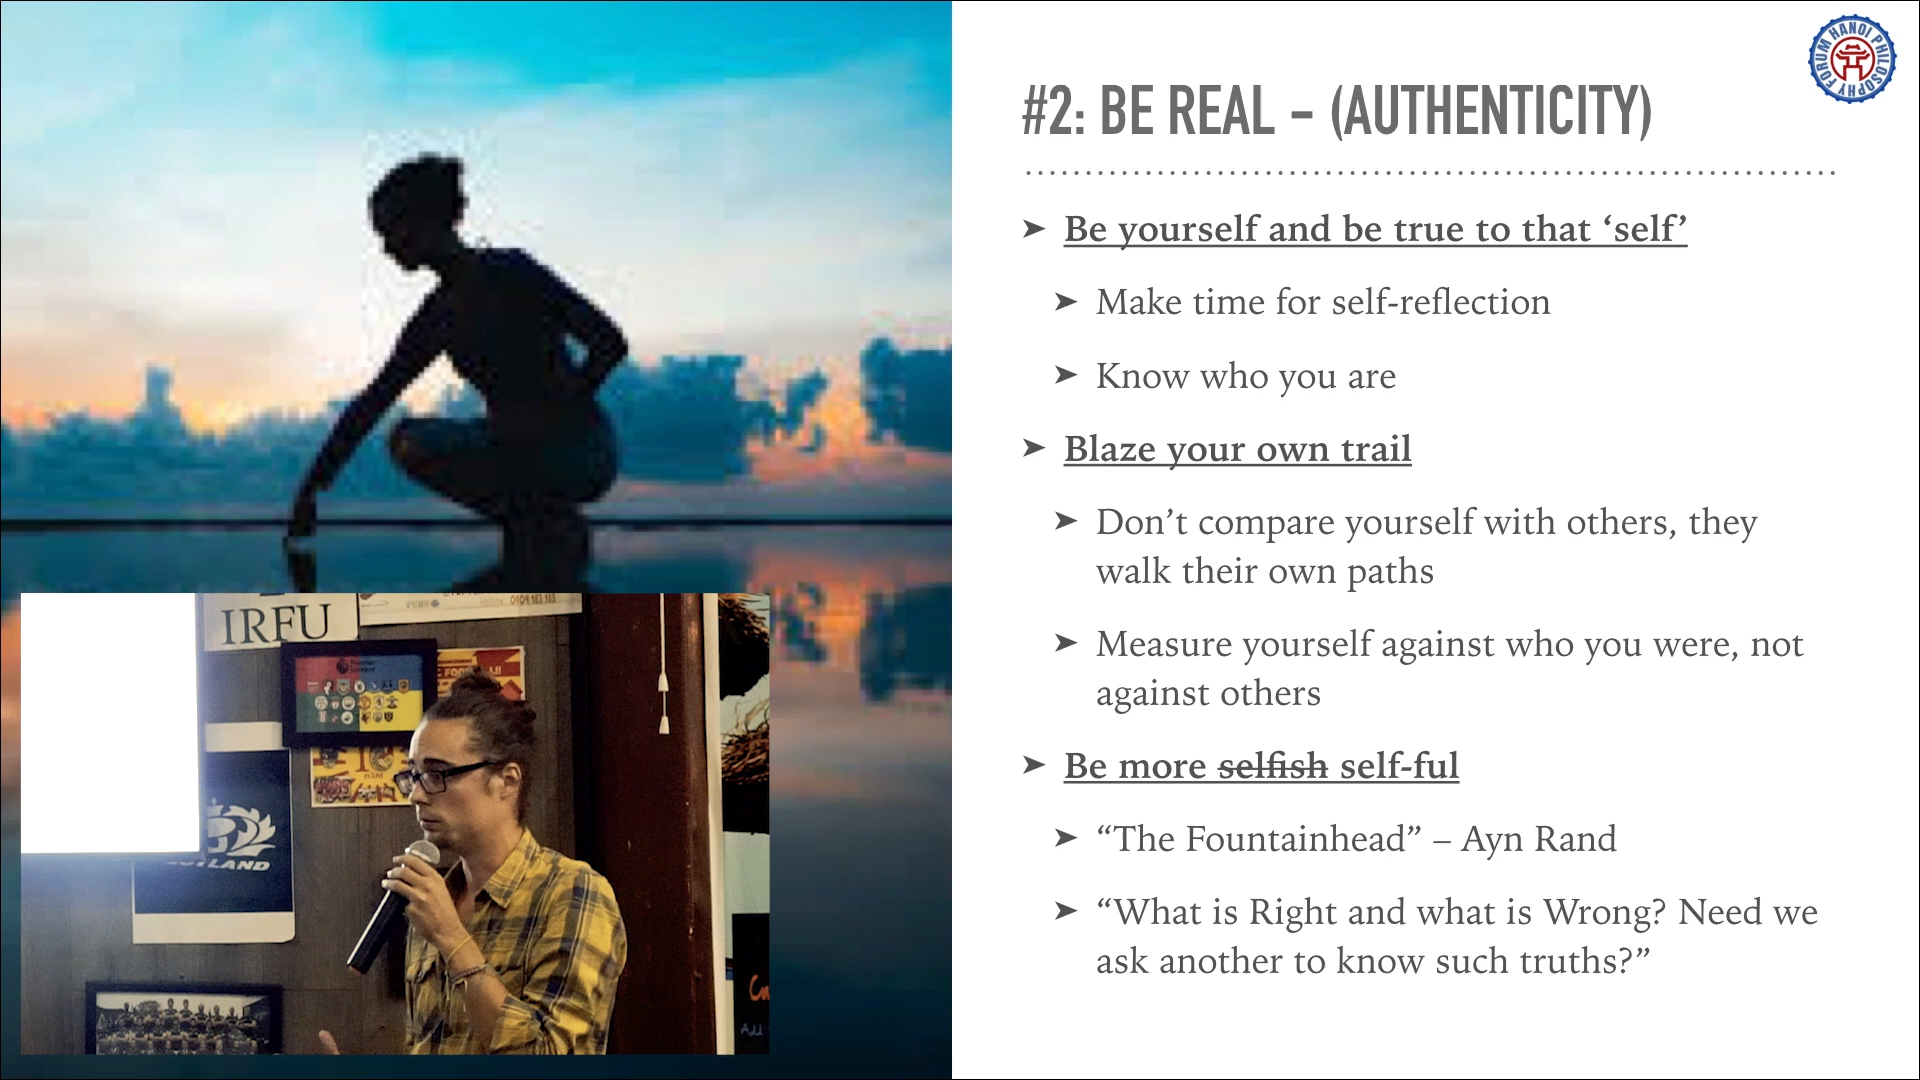 FORUM HANOI PHILOSOPHY
#2: BE REAL – (AUTHENTICITY)
➤ Be yourself and be true to that ‘self’
➤ Make time for self-reflection
➤ Know who you are
➤ Blaze your own trail
➤ Don’t compare yourself with others, they
walk their own paths
➤ Measure yourself against who you were, not
against others
➤ Be more selfish self-ful
➤ “The Fountainhead” – Ayn Rand
➤ “What is Right and what is Wrong? Need we
ask another to know such truths?”
IRFU
Premier
League